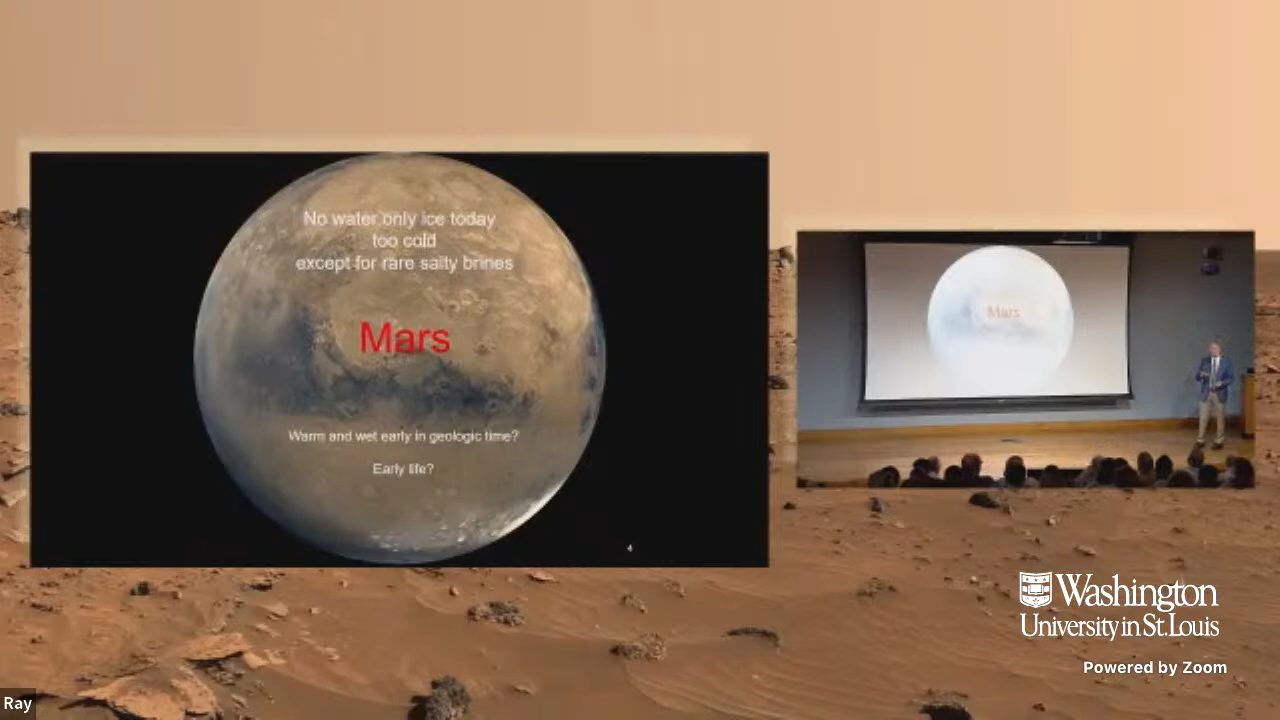 No water only ice today
too cold
except for rare salty brines
Mars
Warm and wet early in geologic time?
Early life?
4
Mars
Washington
University in St. Louis
Powered by Zoom
Ray